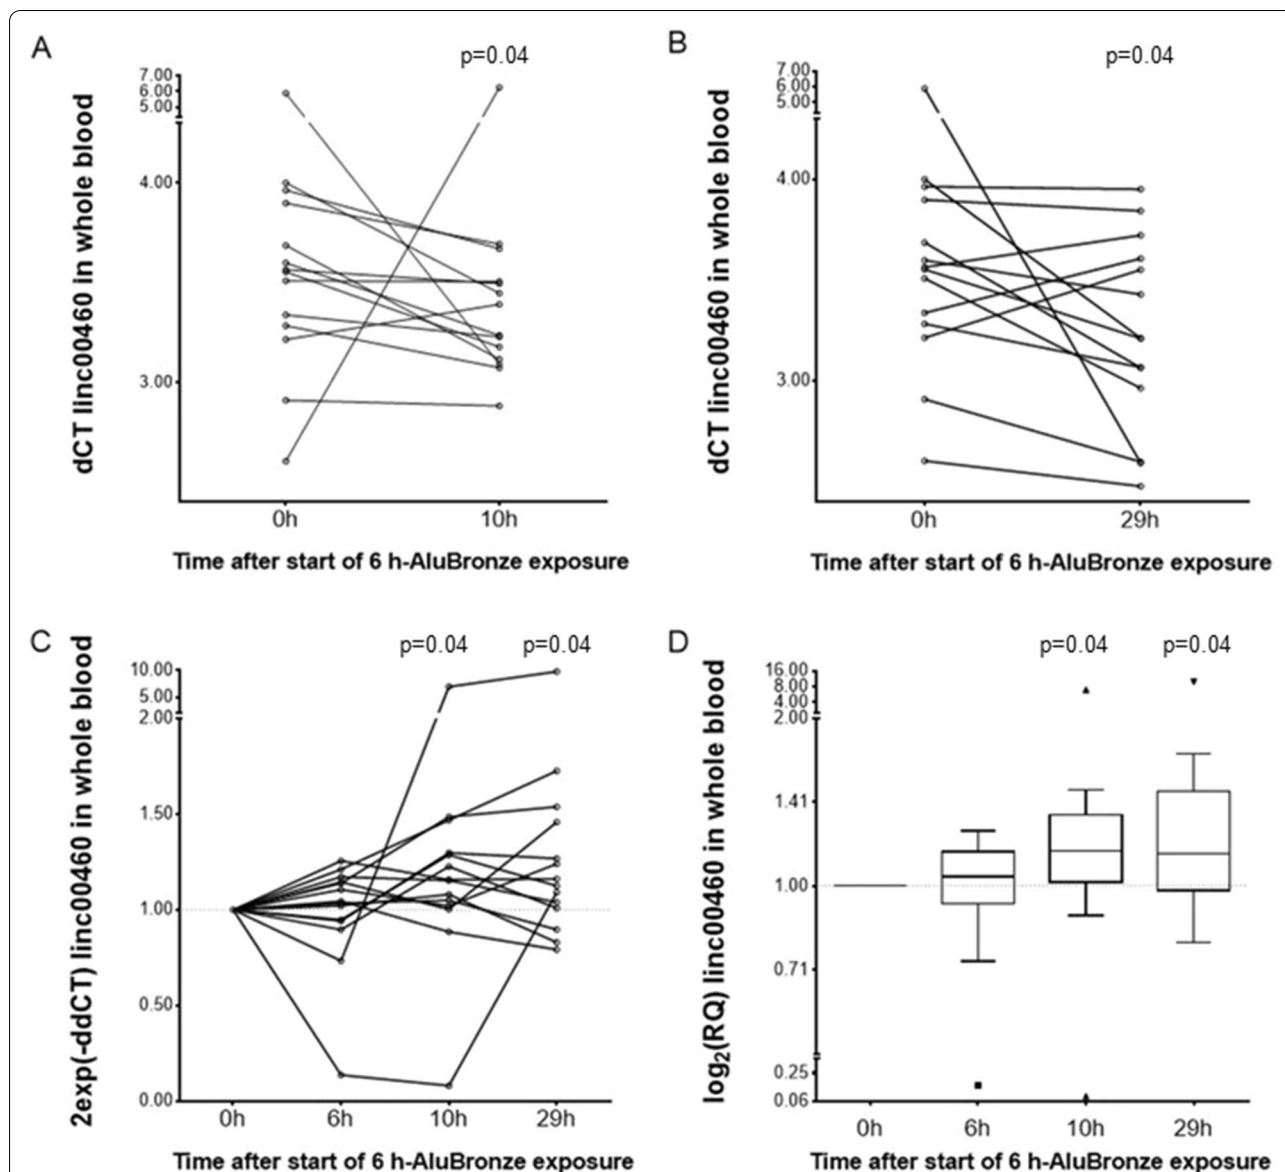 A
p=0.04
dCT linc00460 in whole blood
7.00
6.00
5.00
4.00
3.00
0h 10h
Time after start of 6 h-AluBronze exposure
B
p=0.04
dCT linc00460 in whole blood
7.00
6.00
5.00
4.00
3.00
0h 29h
Time after start of 6 h-AluBronze exposure
C
p=0.04 p=0.04
2exp(-ddCT) linc00460 in whole blood
10.00
5.00
2.00
1.50
1.00
0.50
0.00
0h 6h 10h 29h
Time after start of 6 h-AluBronze exposure
D
p=0.04 p=0.04
log2(RQ) linc00460 in whole blood
16.00
8.00
4.00
2.00
1.41
1.00
0.71
0.25
0.06
0h 6h 10h 29h
Time after start of 6 h-AluBronze exposure